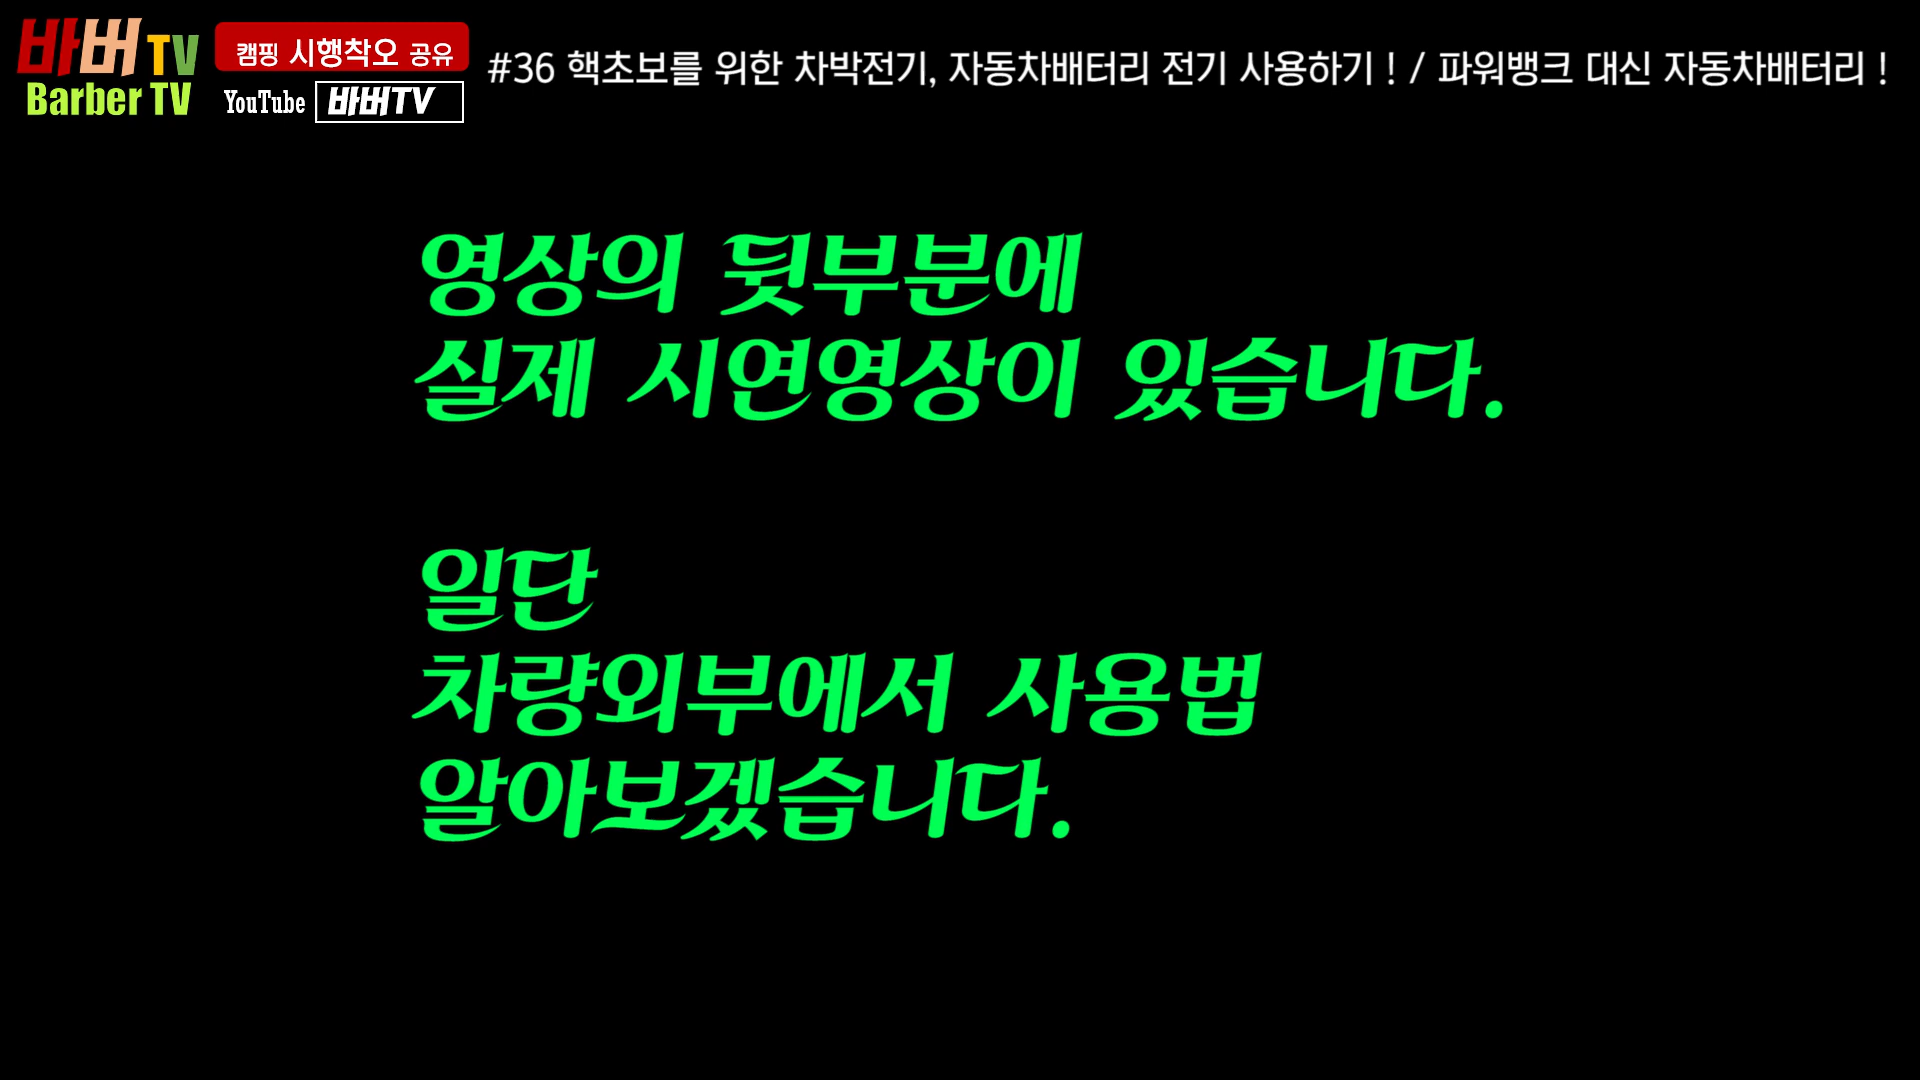 바버 TV
Barber TV
캠핑 시행착오 공유
YouTube 바버TV
#36 핵초보를 위한 차박전기, 자동차배터리 전기 사용하기 ! / 파워뱅크 대신 자동차배터리 !
영상의 뒷부분에
실제 시연영상이 있습니다.
일단
차량외부에서 사용법
알아보겠습니다.